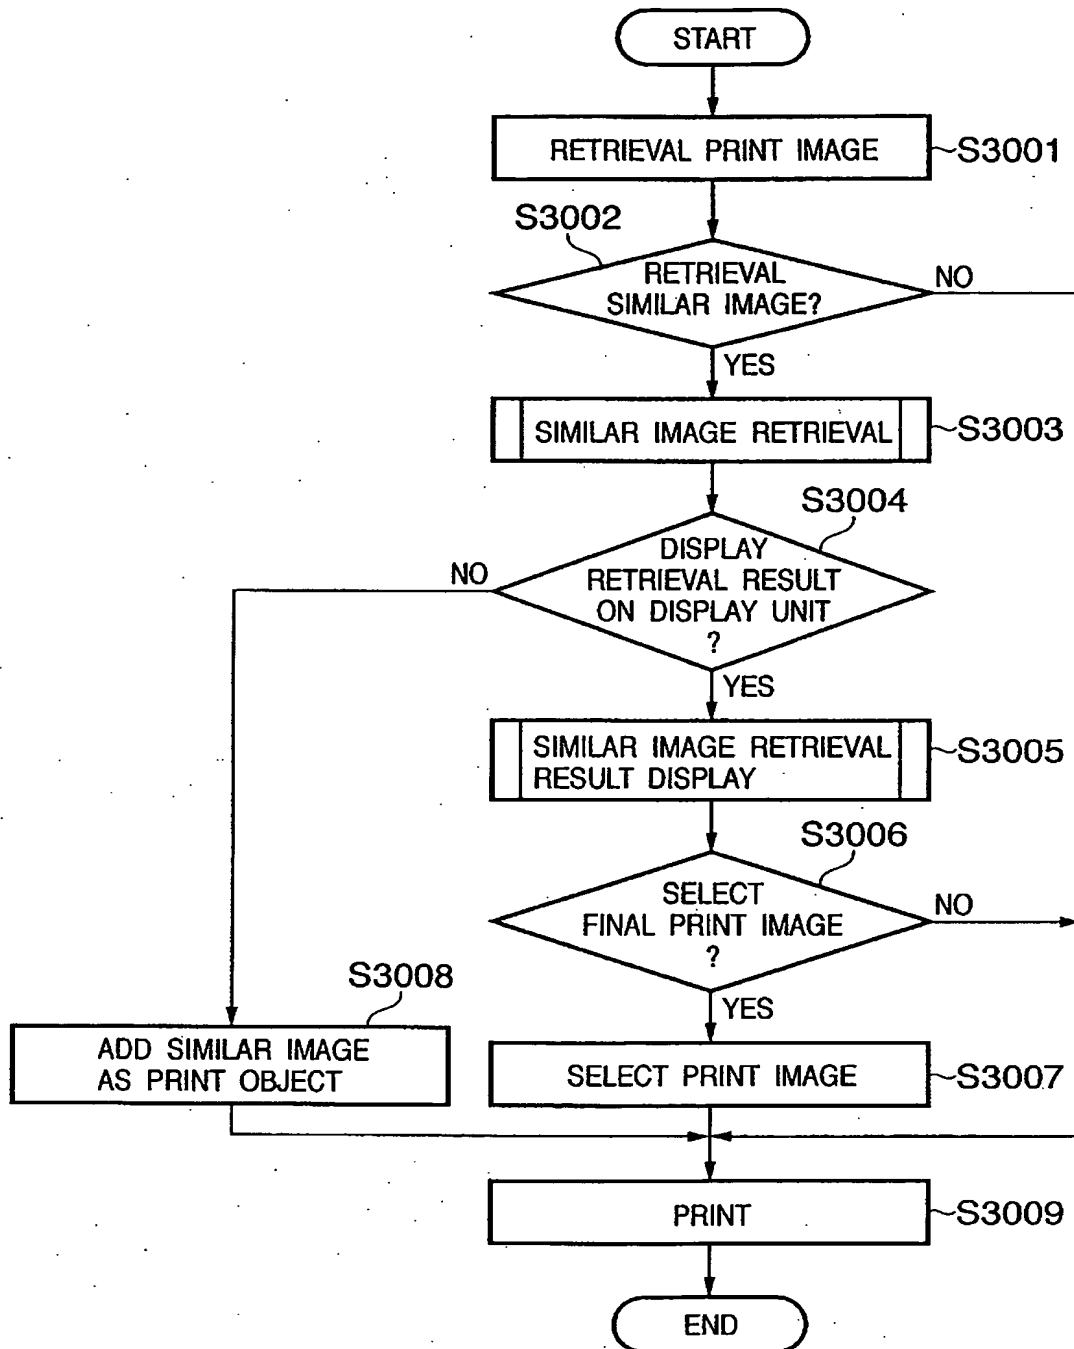 START
RETRIEVAL PRINT IMAGE
S3001
S3002
RETRIEVAL
SIMILAR IMAGE?
NO
YES
SIMILAR IMAGE RETRIEVAL
S3003
S3004
DISPLAY
RETRIEVAL RESULT
ON DISPLAY UNIT
?
NO
YES
SIMILAR IMAGE RETRIEVAL
RESULT DISPLAY
S3005
S3006
SELECT
FINAL PRINT IMAGE
?
NO
YES
S3008
ADD SIMILAR IMAGE
AS PRINT OBJECT
SELECT PRINT IMAGE
S3007
PRINT
S3009
END